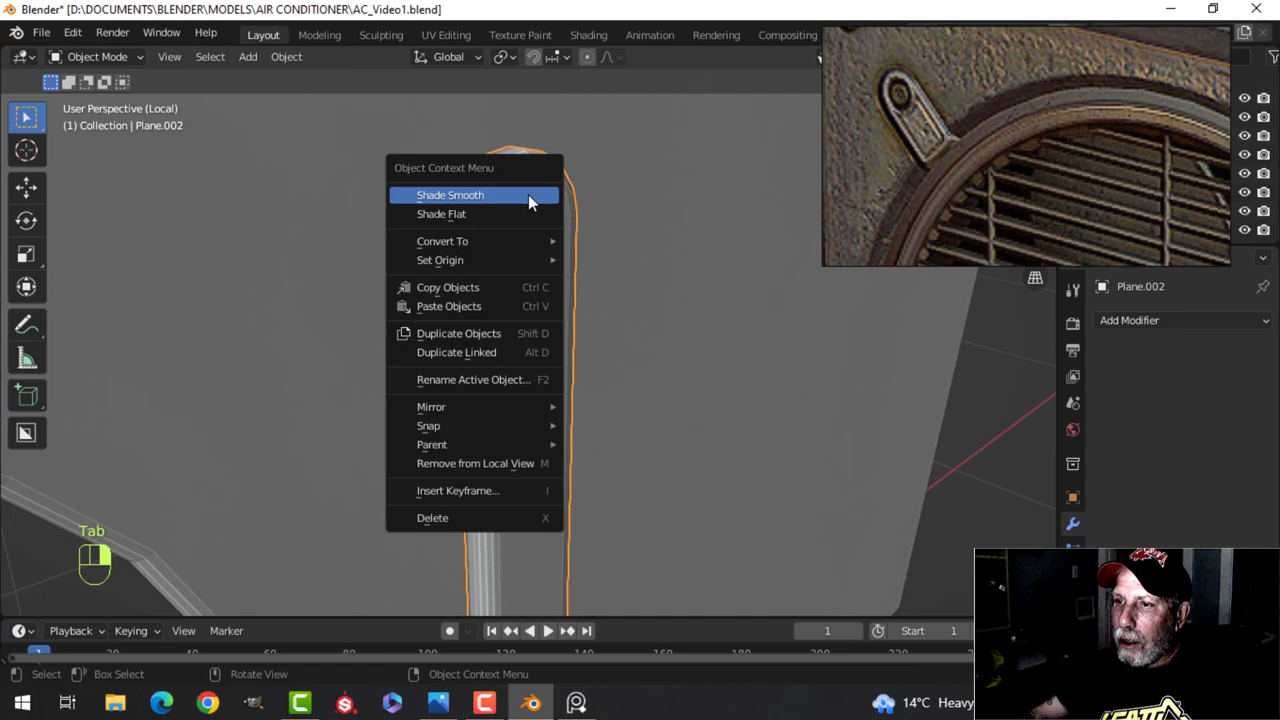 Blender* [D:\DOCUMENTS\BLENDER\MODELS\AIR CONDITIONER\AC_Video1.blend]
File Edit Render Window Help Layout Modeling Sculpting UV Editing Texture Paint Shading Animation Rendering Compositing
Object Mode View Select Add Object Global
User Perspective (Local)
(1) Collection | Plane.002
Object Context Menu
Shade Smooth
Shade Flat
Convert To
Set Origin
Copy Objects Ctrl C
Paste Objects Ctrl V
Duplicate Objects Shift D
Duplicate Linked Alt D
Rename Active Object... F2
Mirror
Snap
Parent
Remove from Local View M
Insert Keyframe... I
Delete X
Plane.002
Add Modifier
Tab
Playback Keying View Marker 1 Start 1
1
Select Box Select Rotate View Object Context Menu
14°C Heavy